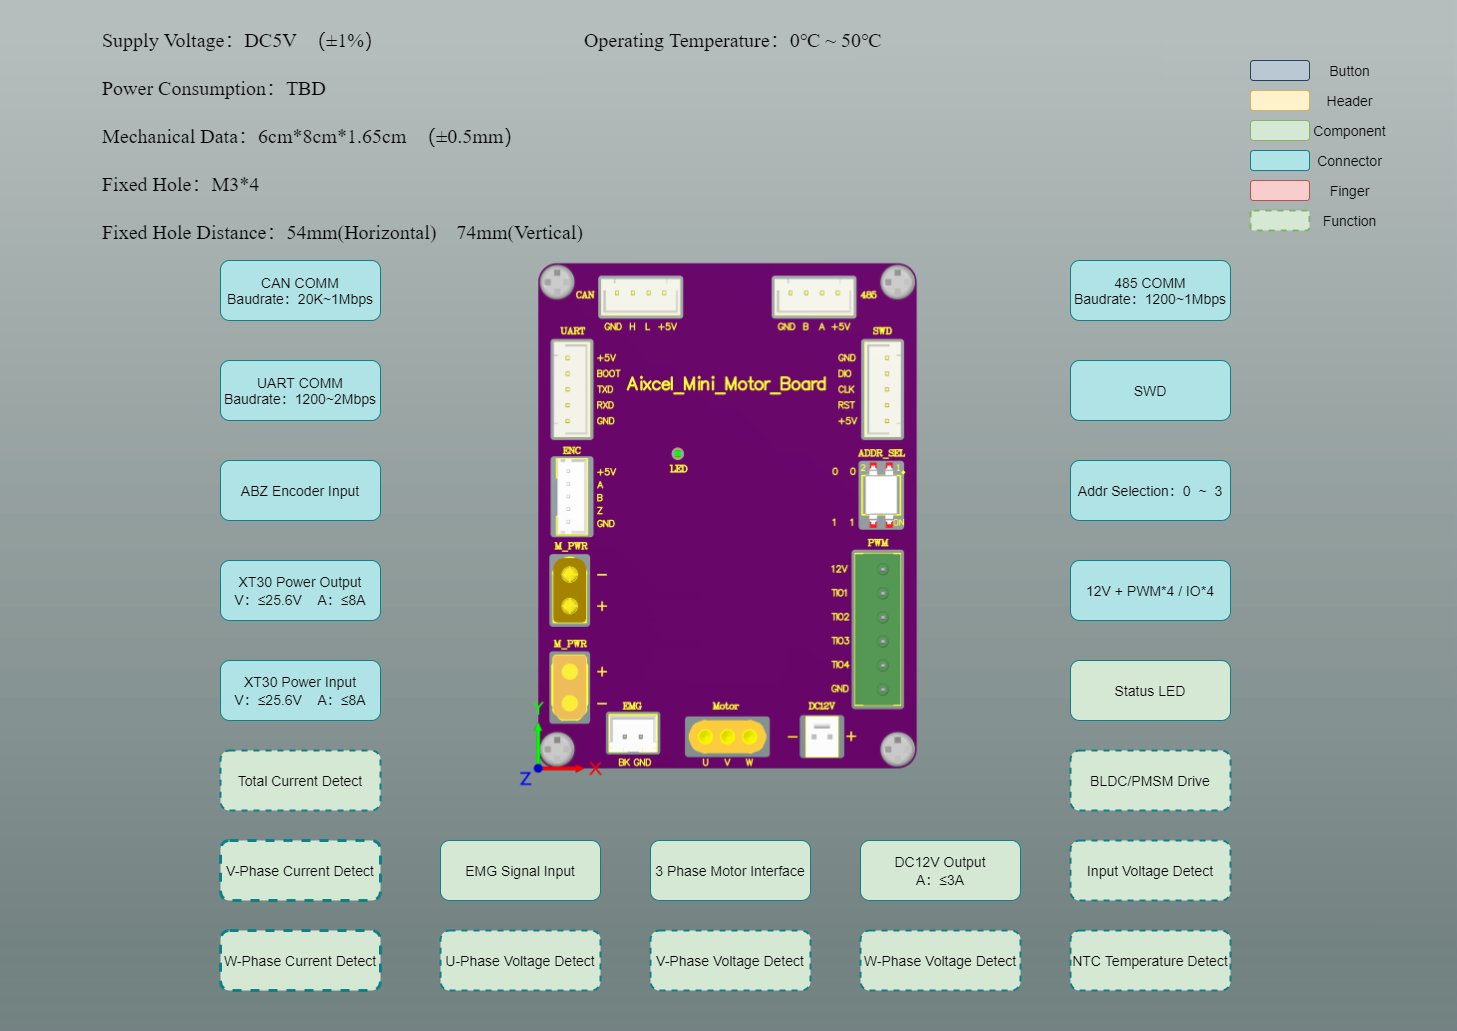 Supply Voltage：DC5V （±1%）
Operating Temperature：0℃ ~ 50℃
Power Consumption：TBD
Mechanical Data：6cm*8cm*1.65cm （±0.5mm）
Fixed Hole：M3*4
Fixed Hole Distance：54mm(Horizontal) 74mm(Vertical)
Button
Header
Component
Connector
Finger
Function
CAN COMM
Baudrate：20K~1Mbps
UART COMM
Baudrate：1200~2Mbps
ABZ Encoder Input
XT30 Power Output
V：≤25.6V A：≤8A
XT30 Power Input
V：≤25.6V A：≤8A
Total Current Detect
V-Phase Current Detect
W-Phase Current Detect
CAN
GND H L +5V
485
GND B A +5V
UART
+5V
BOOT
TXD
RXD
GND
Aixcel_Mini_Motor_Board
SWD
GND
DIO
CLK
RST
+5V
LED
ENC
+5V
A
B
Z
GND
ADDR_SEL
0 0 2 1
1 1 ON
M_PWR
−
+
M_PWR
+
−
PWM
12V
TIO1
TIO2
TIO3
TIO4
GND
EMG
BK GND
Motor
U V W
DC12V
− +
Y
X
Z
485 COMM
Baudrate：1200~1Mbps
SWD
Addr Selection：0 ~ 3
12V + PWM*4 / IO*4
Status LED
BLDC/PMSM Drive
Input Voltage Detect
NTC Temperature Detect
EMG Signal Input
3 Phase Motor Interface
DC12V Output
A：≤3A
U-Phase Voltage Detect
V-Phase Voltage Detect
W-Phase Voltage Detect